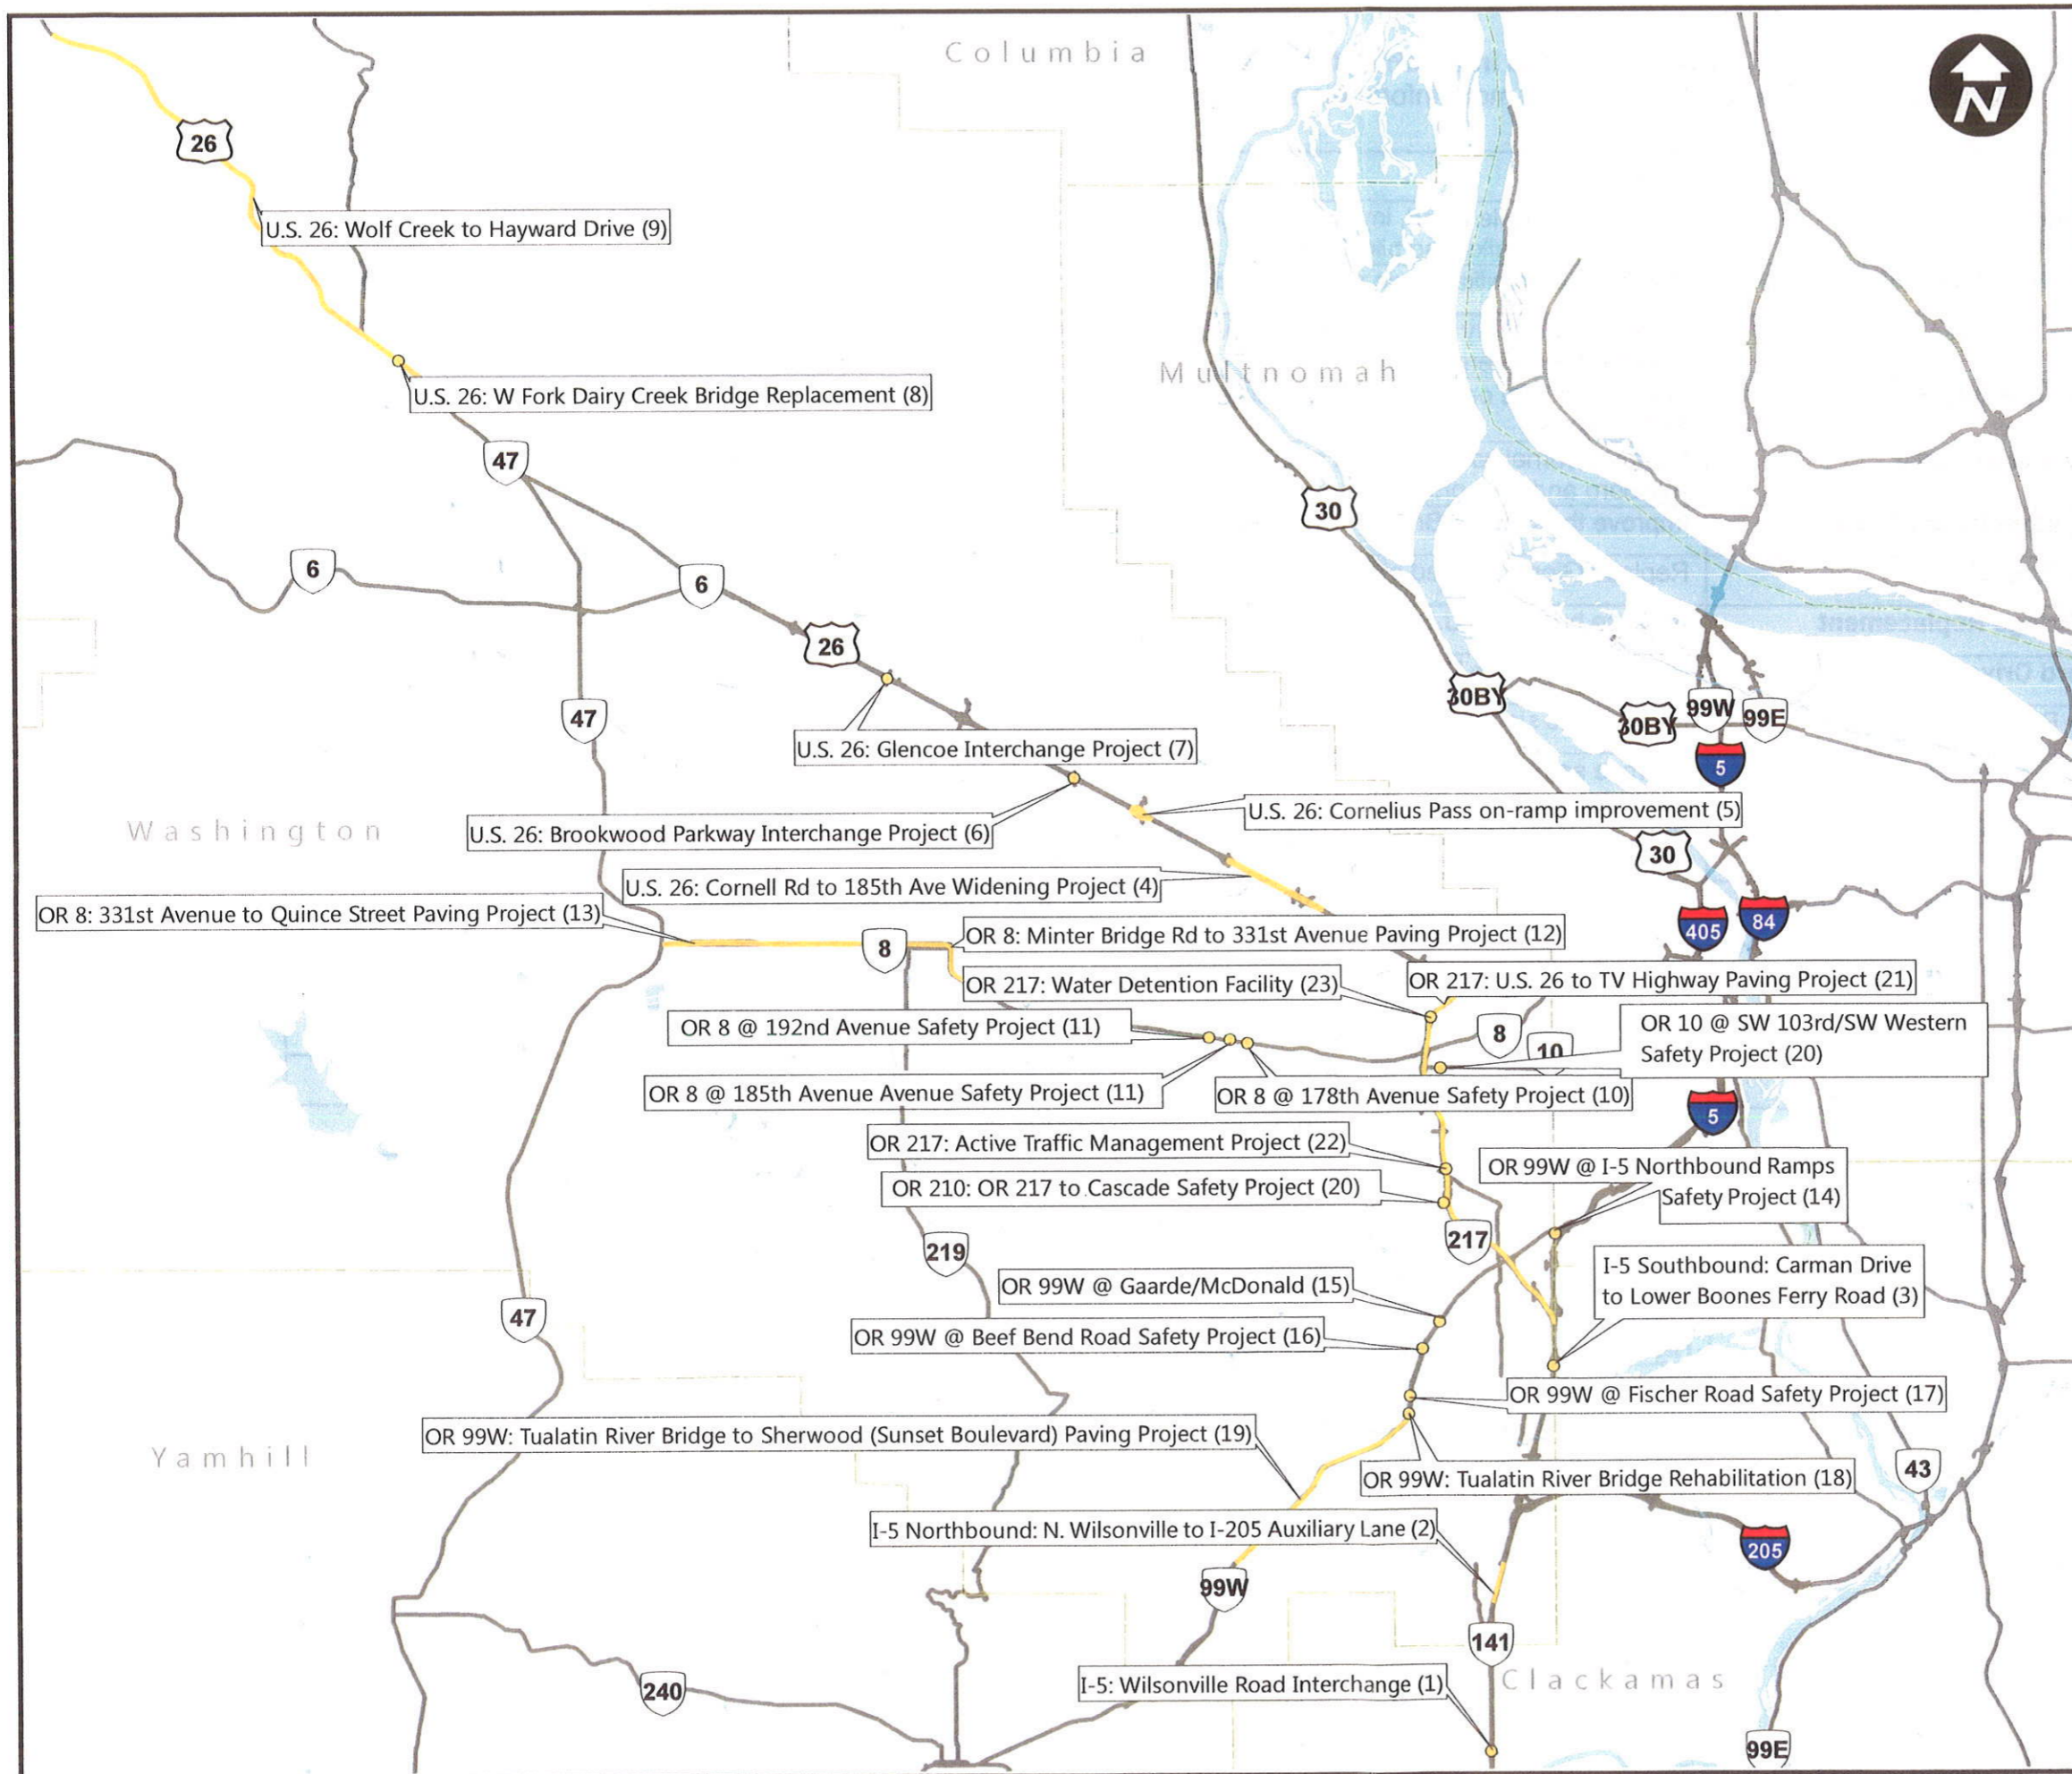 Columbia
N
26
U.S. 26: Wolf Creek to Hayward Drive (9)
Multnomah
U.S. 26: W Fork Dairy Creek Bridge Replacement (8)
47
30
6
6
26
30BY
30BY
99W
99E
47
U.S. 26: Glencoe Interchange Project (7)
5
U.S. 26: Cornelius Pass on-ramp improvement (5)
Washington
U.S. 26: Brookwood Parkway Interchange Project (6)
30
U.S. 26: Cornell Rd to 185th Ave Widening Project (4)
OR 8: 331st Avenue to Quince Street Paving Project (13)
405
84
8
OR 8: Minter Bridge Rd to 331st Avenue Paving Project (12)
OR 217: Water Detention Facility (23)
OR 217: U.S. 26 to TV Highway Paving Project (21)
OR 8 @ 192nd Avenue Safety Project (11)
8
10
OR 10 @ SW 103rd/SW Western
Safety Project (20)
OR 8 @ 185th Avenue Avenue Safety Project (11)
OR 8 @ 178th Avenue Safety Project (10)
5
OR 217: Active Traffic Management Project (22)
OR 99W @ I-5 Northbound Ramps
Safety Project (14)
OR 210: OR 217 to Cascade Safety Project (20)
219
217
I-5 Southbound: Carman Drive
to Lower Boones Ferry Road (3)
OR 99W @ Gaarde/McDonald (15)
47
OR 99W @ Beef Bend Road Safety Project (16)
OR 99W @ Fischer Road Safety Project (17)
OR 99W: Tualatin River Bridge to Sherwood (Sunset Boulevard) Paving Project (19)
Yamhill
43
OR 99W: Tualatin River Bridge Rehabilitation (18)
I-5 Northbound: N. Wilsonville to I-205 Auxiliary Lane (2)
205
99W
141
Clackamas
I-5: Wilsonville Road Interchange (1)
240
99E